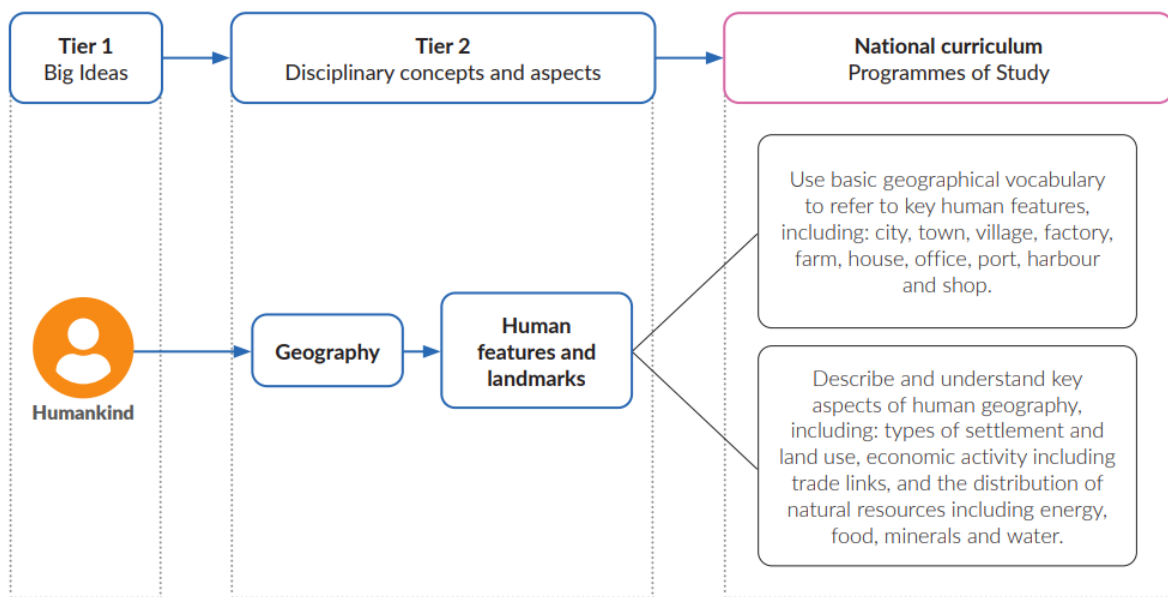 Tier 1
Big Ideas
Tier 2
Disciplinary concepts and aspects
National curriculum
Programmes of Study
Humankind
Geography
Human
features and
landmarks
Use basic geographical vocabulary
to refer to key human features,
including: city, town, village, factory,
farm, house, office, port, harbour
and shop.
Describe and understand key
aspects of human geography,
including: types of settlement and
land use, economic activity including
trade links, and the distribution of
natural resources including energy,
food, minerals and water.